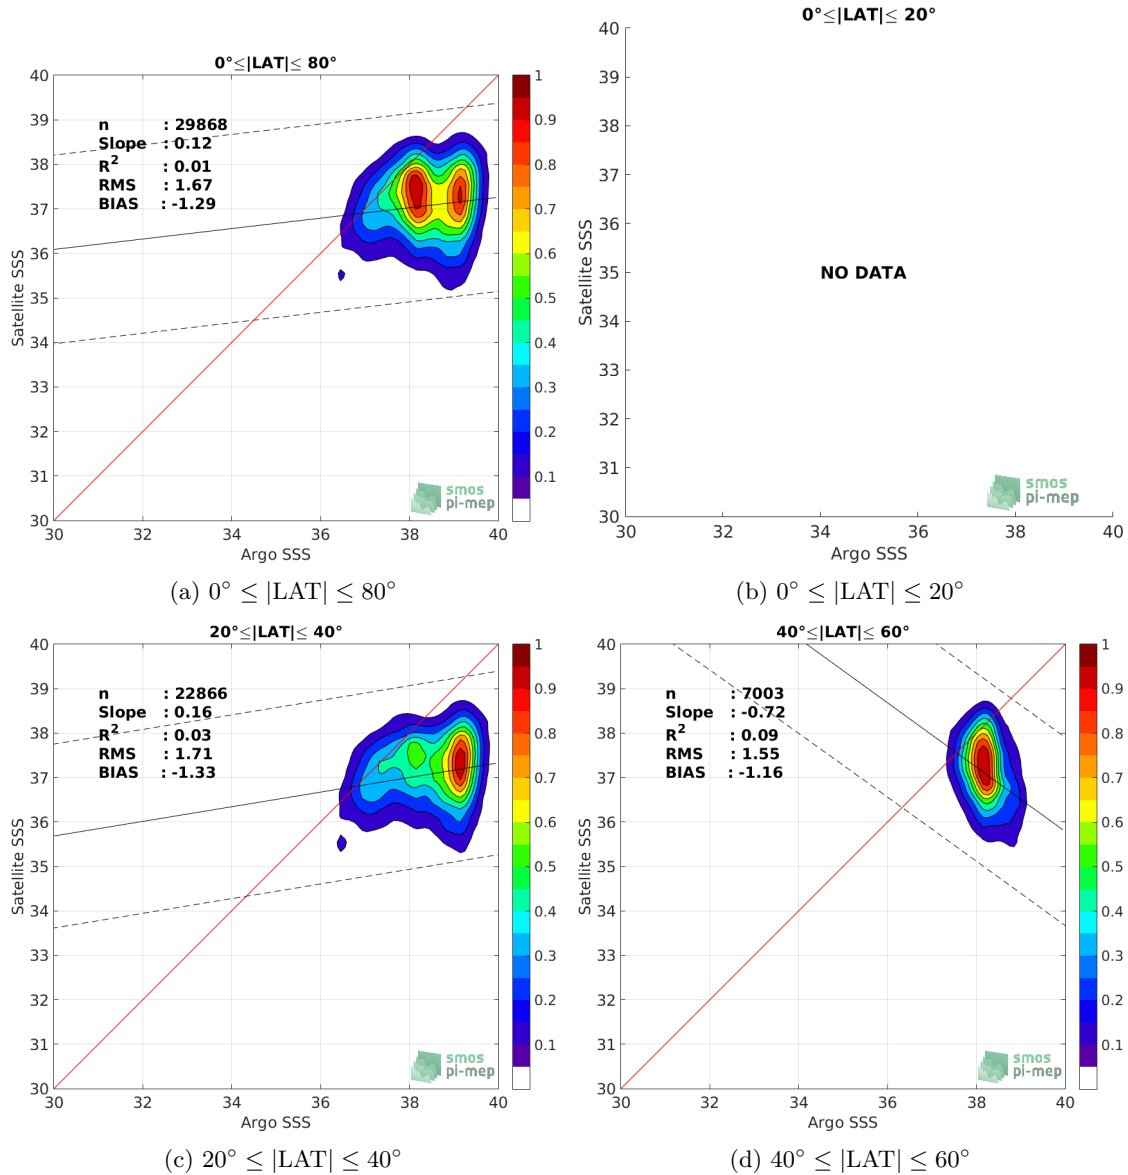 0°≤|LAT|≤ 80°
40
39
38
37
36
35
34
33
32
31
30
Satellite SSS
n : 29868
Slope : 0.12
R² : 0.01
RMS : 1.67
BIAS : -1.29
1
0.9
0.8
0.7
0.6
0.5
0.4
0.3
0.2
0.1
smos
pi-mep
30 32 34 36 38 40
Argo SSS
(a) 0° ≤ |LAT| ≤ 80°
0°≤|LAT|≤ 20°
40
39
38
37
36
35
34
33
32
31
30
Satellite SSS
NO DATA
smos
pi-mep
30 32 34 36 38 40
Argo SSS
(b) 0° ≤ |LAT| ≤ 20°
20°≤|LAT|≤ 40°
40
39
38
37
36
35
34
33
32
31
30
Satellite SSS
n : 22866
Slope : 0.16
R² : 0.03
RMS : 1.71
BIAS : -1.33
1
0.9
0.8
0.7
0.6
0.5
0.4
0.3
0.2
0.1
smos
pi-mep
30 32 34 36 38 40
Argo SSS
(c) 20° ≤ |LAT| ≤ 40°
40°≤|LAT|≤ 60°
40
39
38
37
36
35
34
33
32
31
30
Satellite SSS
n : 7003
Slope : -0.72
R² : 0.09
RMS : 1.55
BIAS : -1.16
1
0.9
0.8
0.7
0.6
0.5
0.4
0.3
0.2
0.1
smos
pi-mep
30 32 34 36 38 40
Argo SSS
(d) 40° ≤ |LAT| ≤ 60°